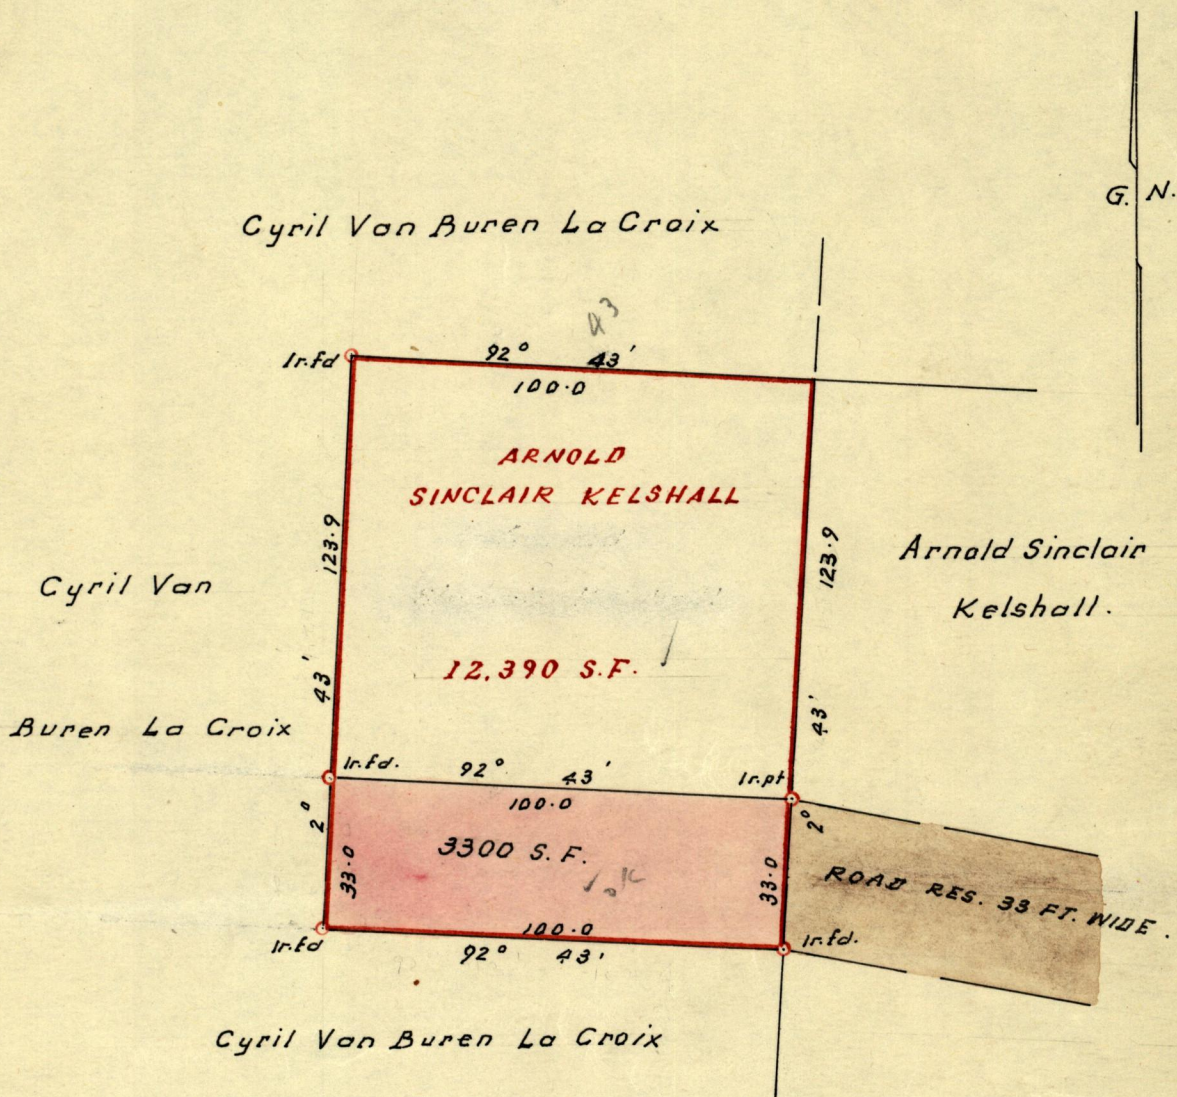 G. N.
Cyril Van Buren La Croix
43
Ir.fd
92° 43'
100·0
ARNOLD
SINCLAIR KELSHALL
123·9
123·9
Arnold Sinclair
Kelshall.
Cyril Van
12,390 S.F.
43'
43'
Buren La Croix
Ir.fd.
92° 43'
Ir.pt
100·0
2°
2°
3300 S.F.
ok
33·0
33·0
ROAD RES. 33 FT. WIDE.
100·0
Ir.fd
92° 43'
Ir.fd.
Cyril Van Buren La Croix